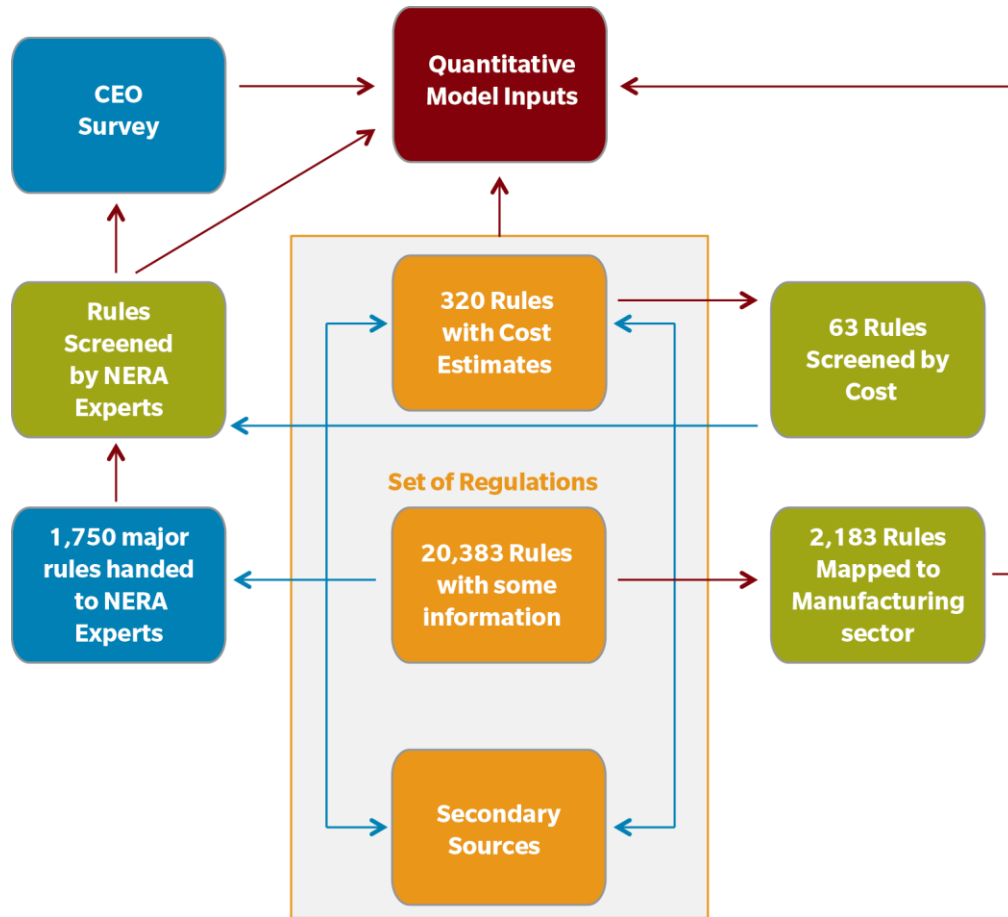 CEO
Survey
Quantitative
Model Inputs
Rules
Screened
by NERA
Experts
320 Rules
with Cost
Estimates
63 Rules
Screened by
Cost
Set of Regulations
1,750 major
rules handed
to NERA
Experts
20,383 Rules
with some
information
2,183 Rules
Mapped to
Manufacturing
sector
Secondary
Sources